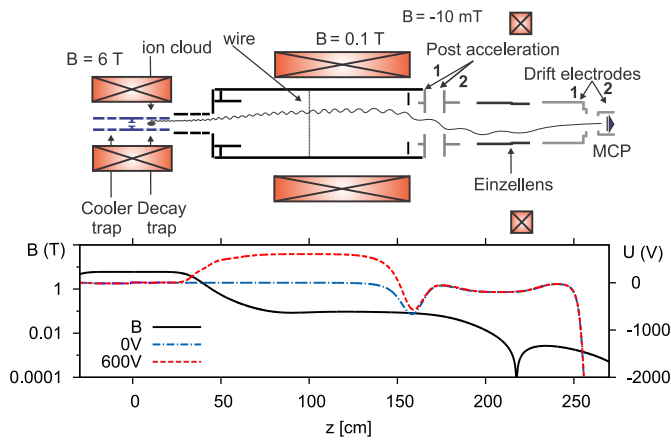 B = -10 mT
ion cloud
wire
B = 0.1 T
Post acceleration
B = 6 T
1
2
Drift electrodes
1
2
MCP
Cooler
trap
Decay
trap
Einzellens
B (T)
U (V)
1
0.01
0.0001
0
-1000
-2000
B
0V
600V
0
50
100
150
200
250
z [cm]